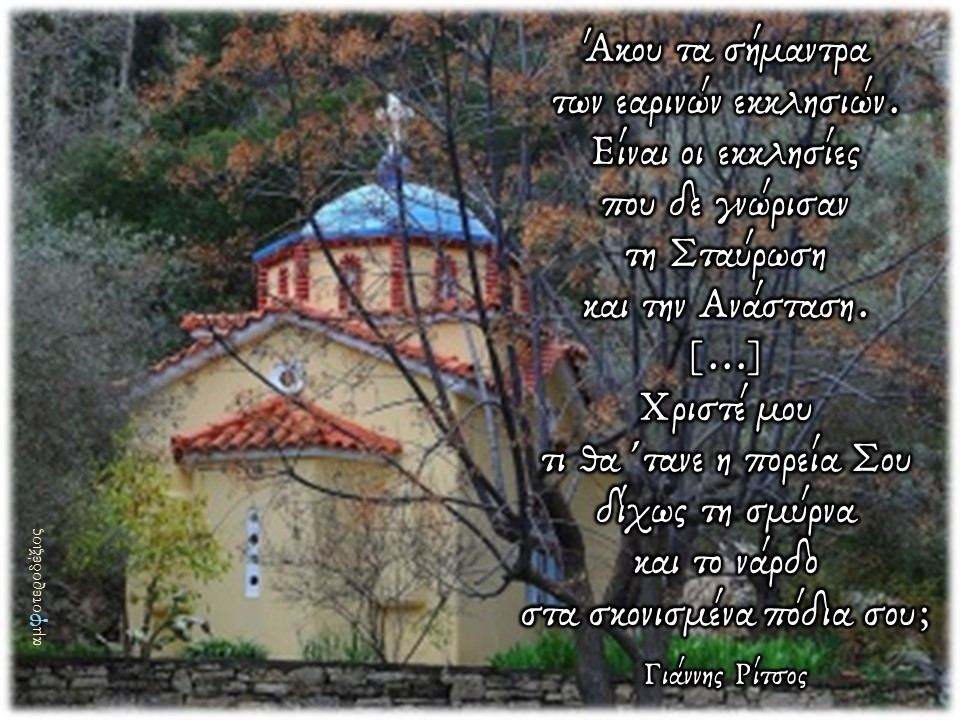 Άκου τα σήμαντρα
των εαρινών εκκλησιών.
Είναι οι εκκλησίες
που δε γνώρισαν
τη Σταύρωση
και την Ανάσταση.
[...]
Χριστέ μου
τι θα ΄τανε η πορεία Σου
δίχως τη σμύρνα
και το νάρδο
στα σκονισμένα πόδια σου;
Γιάννης Ρίτσος
αμφοτεροδέξιος